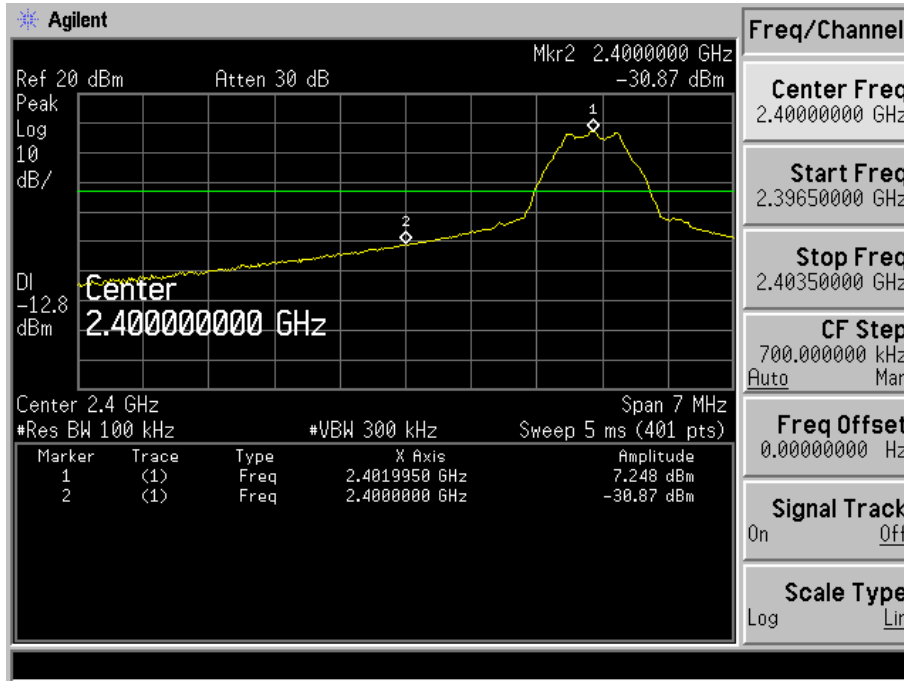 Agilent
Freq/Channel
Mkr2 2.4000000 GHz
Ref 20 dBm Atten 30 dB -30.87 dBm
Peak
Log
10
dB/
1
2
DI
-12.8
dBm
Center
2.400000000 GHz
Center 2.4 GHz Span 7 MHz
#Res BW 100 kHz #VBW 300 kHz Sweep 5 ms (401 pts)
Marker Trace Type X Axis Amplitude
1 (1) Freq 2.4019950 GHz 7.248 dBm
2 (1) Freq 2.4000000 GHz -30.87 dBm
Center Freq
2.40000000 GHz
Start Freq
2.39650000 GHz
Stop Freq
2.40350000 GHz
CF Step
700.000000 kHz
Auto Man
Freq Offset
0.00000000 Hz
Signal Track
On Off
Scale Type
Log Lin